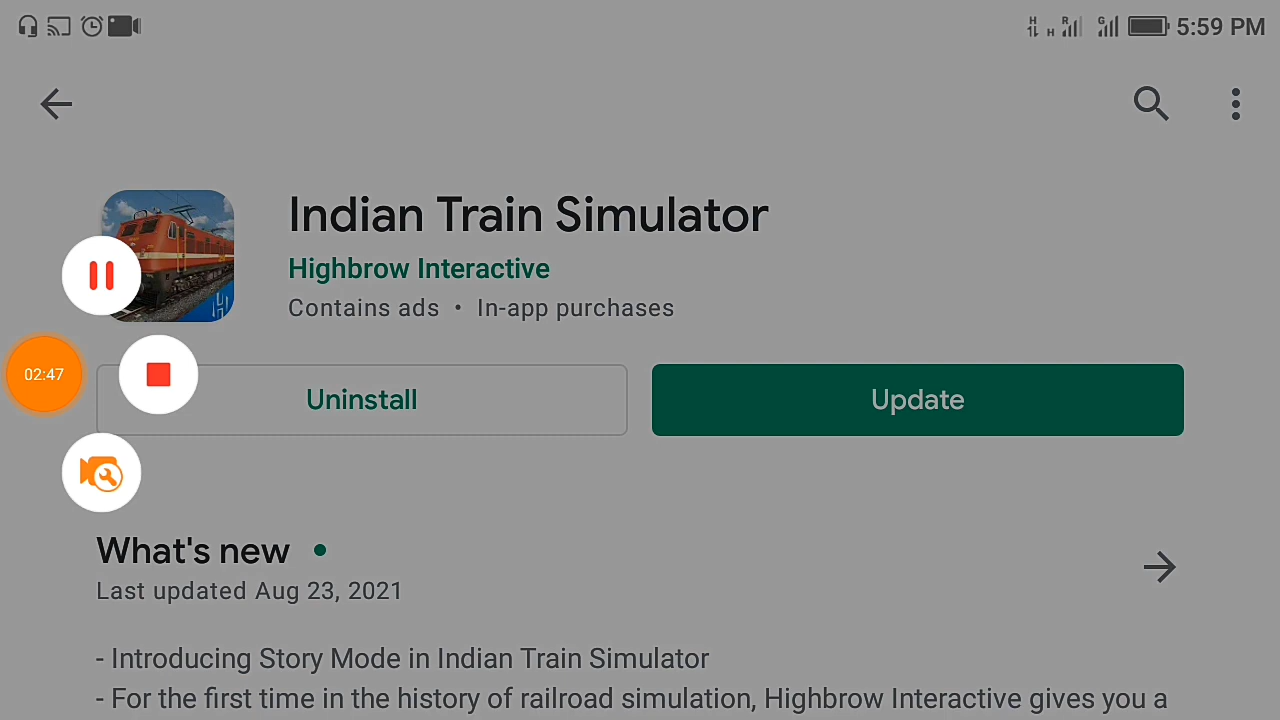 H R G 5:59 PM
H
Indian Train Simulator
Highbrow Interactive
Contains ads • In-app purchases
02:47
Uninstall
Update
What's new •
Last updated Aug 23, 2021
- Introducing Story Mode in Indian Train Simulator
- For the first time in the history of railroad simulation, Highbrow Interactive gives you a